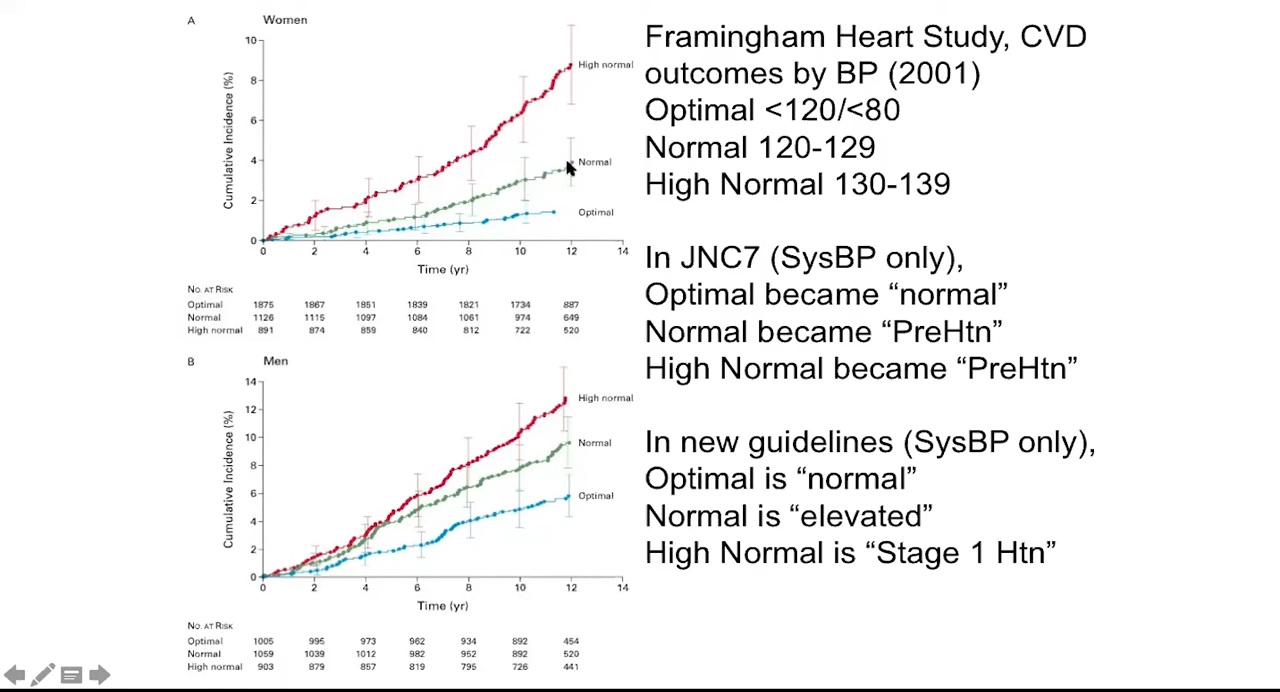 A
Women
10
8
6
4
2
0
Cumulative Incidence (%)
High normal
Normal
Optimal
0 2 4 6 8 10 12 14
Time (yr)
No. at Risk
Optimal 1875 1867 1851 1839 1821 1734 887
Normal 1126 1115 1097 1084 1061 974 649
High normal 891 874 859 840 812 722 520
B
Men
14
12
10
8
6
4
2
0
Cumulative Incidence (%)
High normal
Normal
Optimal
0 2 4 6 8 10 12 14
Time (yr)
No. at Risk
Optimal 1005 995 973 962 934 892 454
Normal 1059 1039 1012 982 952 892 520
High normal 903 879 857 819 795 726 441
Framingham Heart Study, CVD
outcomes by BP (2001)
Optimal <120/<80
Normal 120-129
High Normal 130-139
In JNC7 (SysBP only),
Optimal became “normal”
Normal became “PreHtn”
High Normal became “PreHtn”
In new guidelines (SysBP only),
Optimal is “normal”
Normal is “elevated”
High Normal is “Stage 1 Htn”